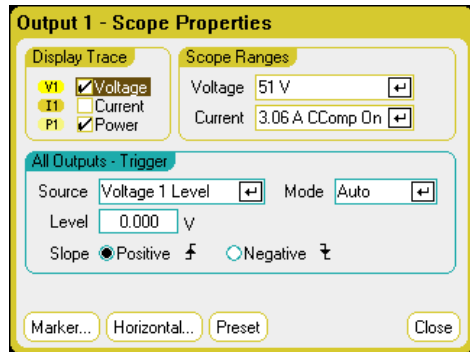 Output 1 - Scope Properties
Display Trace
V1 Voltage
I1 Current
P1 Power
Scope Ranges
Voltage 51 V
Current 3.06 A CComp On
All Outputs - Trigger
Source Voltage 1 Level Mode Auto
Level 0.000 V
Slope Positive Negative
Marker... Horizontal... Preset Close